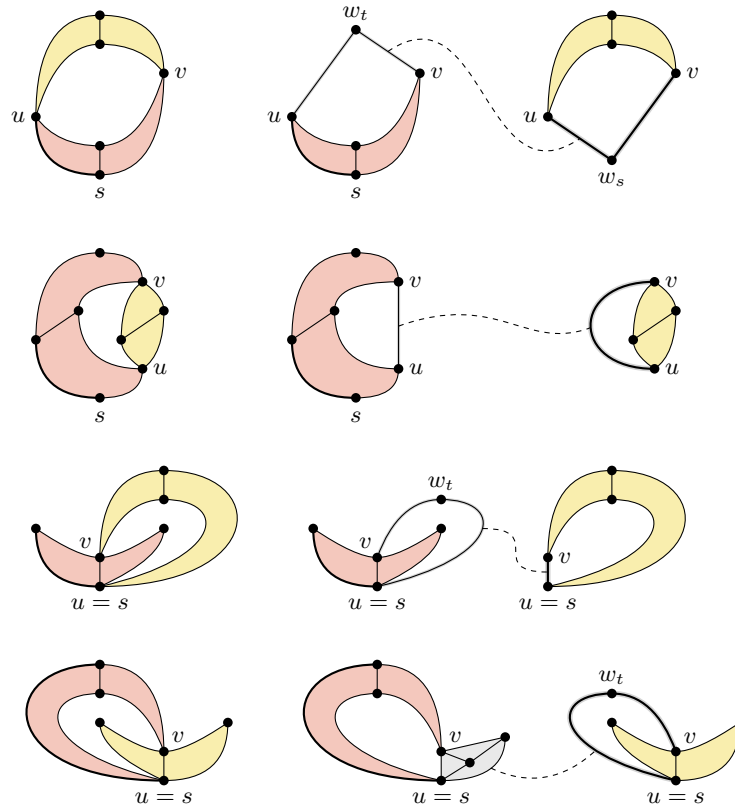 w_t
v v v
u u u
s s w_s
v v v
u u u
s s
w_t
v v v
u = s u = s u = s
w_t
v v v
u = s u = s u = s